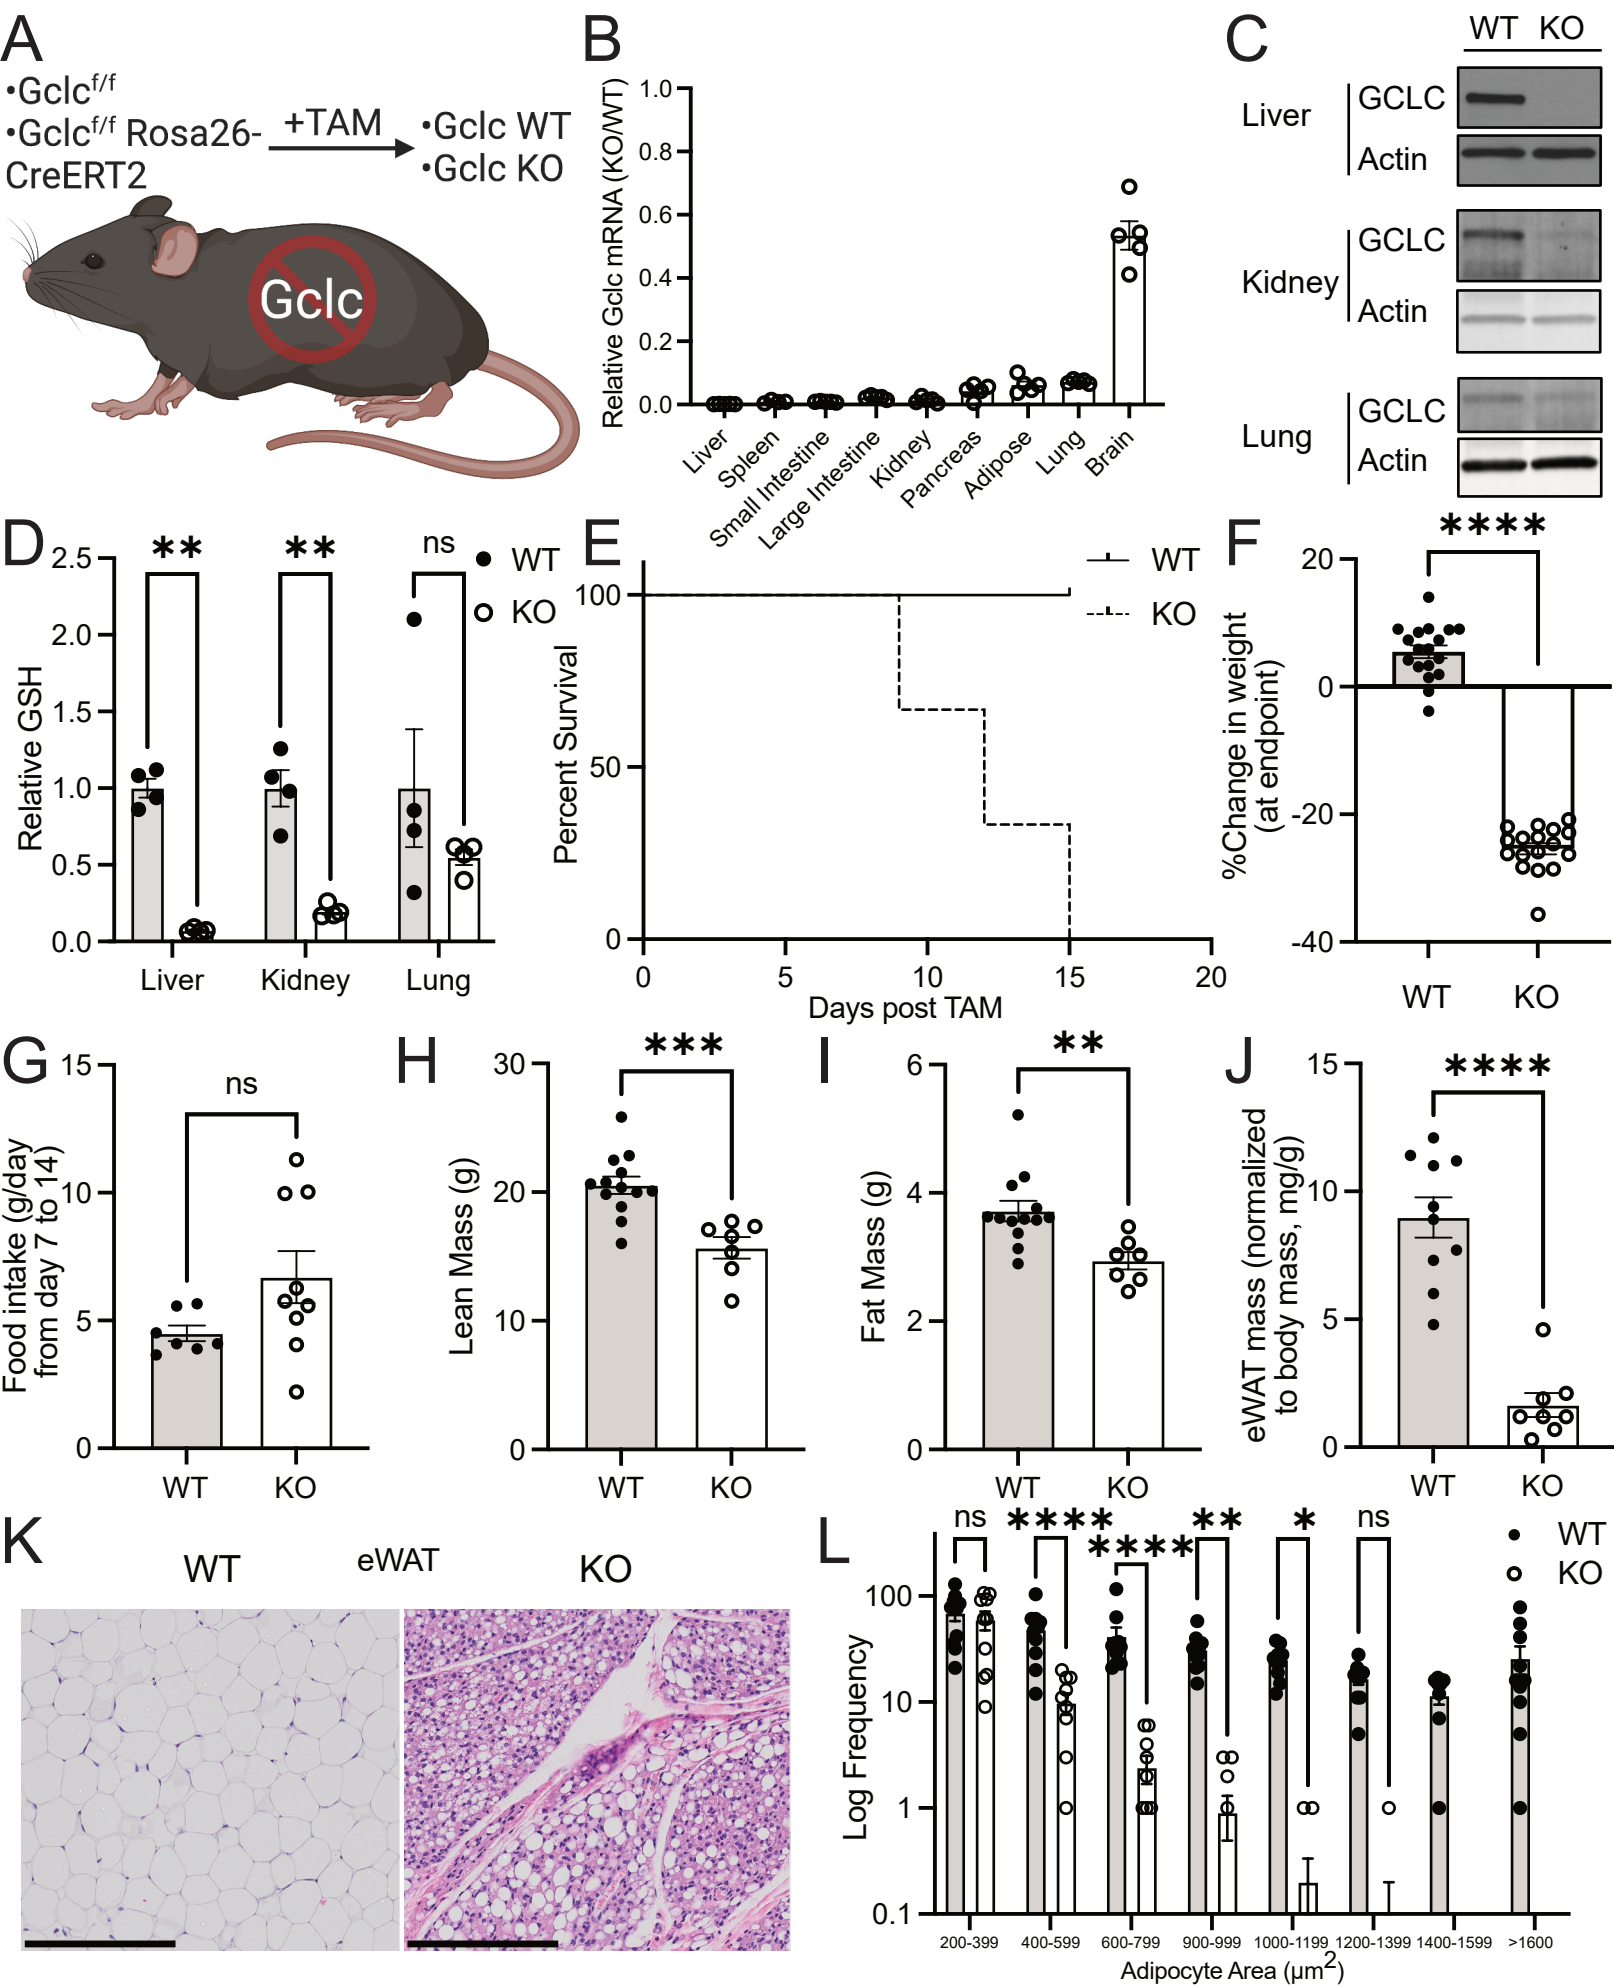 A
•Gclcf/f
•Gclcf/f Rosa26-
CreERT2
+TAM
•Gclc WT
•Gclc KO
Gclc
B
Relative Gclc mRNA (KO/WT)
1.0
0.8
0.6
0.4
0.2
0.0
Liver
Spleen
Small Intestine
Large Intestine
Kidney
Pancreas
Adipose
Lung
Brain
C
WT KO
Liver
GCLC
Actin
Kidney
GCLC
Actin
Lung
GCLC
Actin
D
Relative GSH
2.5
2.0
1.5
1.0
0.5
0.0
** ** ns
WT
KO
Liver Kidney Lung
E
Percent Survival
100
50
0
0 5 10 15 20
Days post TAM
WT
KO
F
%Change in weight
(at endpoint)
20
0
-20
-40
****
WT KO
G
Food intake (g/day
from day 7 to 14)
15
10
5
0
ns
WT KO
H
Lean Mass (g)
30
20
10
0
***
WT KO
I
Fat Mass (g)
6
4
2
0
**
WT KO
J
eWAT mass (normalized
to body mass, mg/g)
15
10
5
0
****
WT KO
K
WT eWAT KO
L
Log Frequency
100
10
1
0.1
ns **** **** ** * ns
WT
KO
200-399 400-599 600-799 900-999 1000-1199 1200-1399 1400-1599 >1600
Adipocyte Area (µm2)